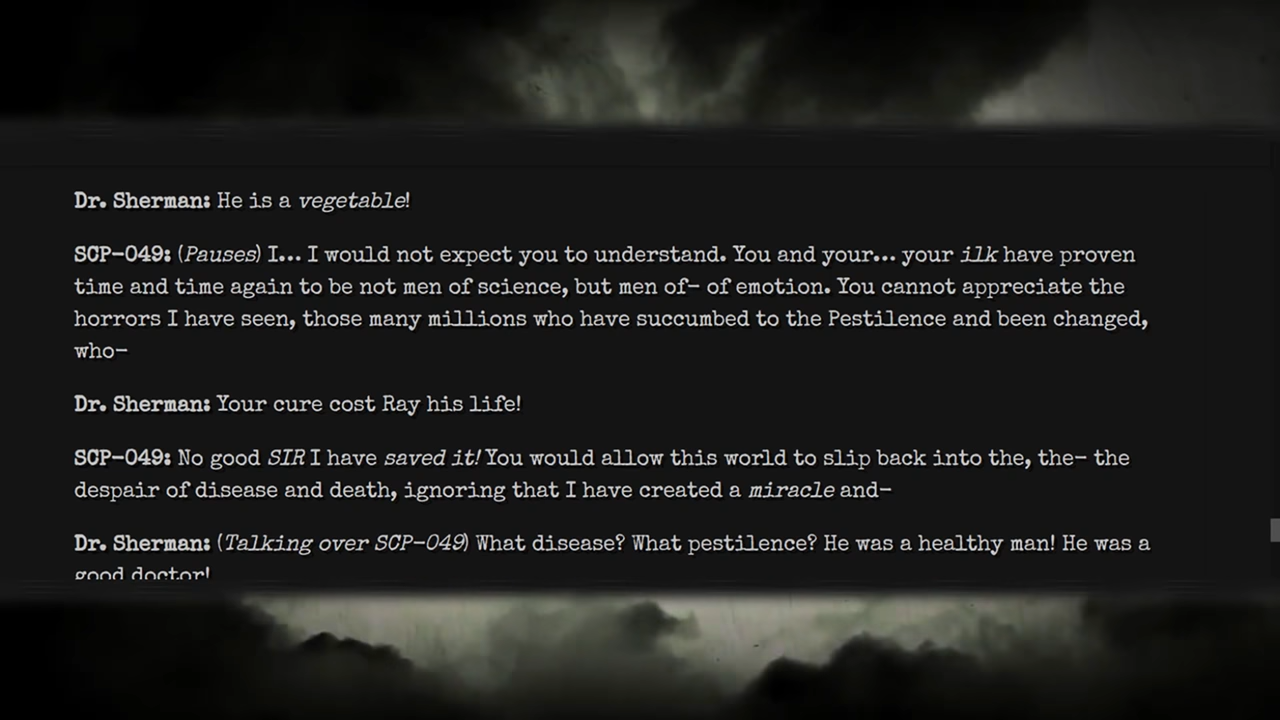 Dr. Sherman: He is a vegetable!
SCP-049: (Pauses) I... I would not expect you to understand. You and your... your ilk have proven
time and time again to be not men of science, but men of- of emotion. You cannot appreciate the
horrors I have seen, those many millions who have succumbed to the Pestilence and been changed,
who-
Dr. Sherman: Your cure cost Ray his life!
SCP-049: No good SIR I have saved it! You would allow this world to slip back into the, the- the
despair of disease and death, ignoring that I have created a miracle and-
Dr. Sherman: (Talking over SCP-049) What disease? What pestilence? He was a healthy man! He was a
good doctor!